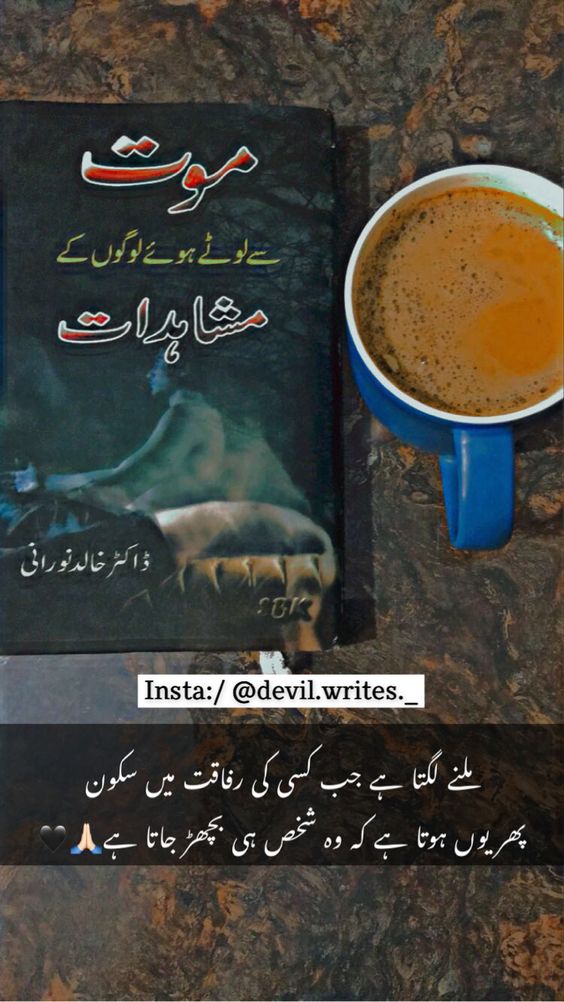 موت
سے لوٹے ہوئے لوگوں کے
مشاہدات
ڈاکٹر خالد نورانی
SBK
Insta:/ @devil.writes._
ملنے لگتا ہے جب کسی کی رفاقت میں سکون
پھر یوں ہوتا ہے کہ وہ شخص ہی بچھڑ جاتا ہے🙏🏻🖤